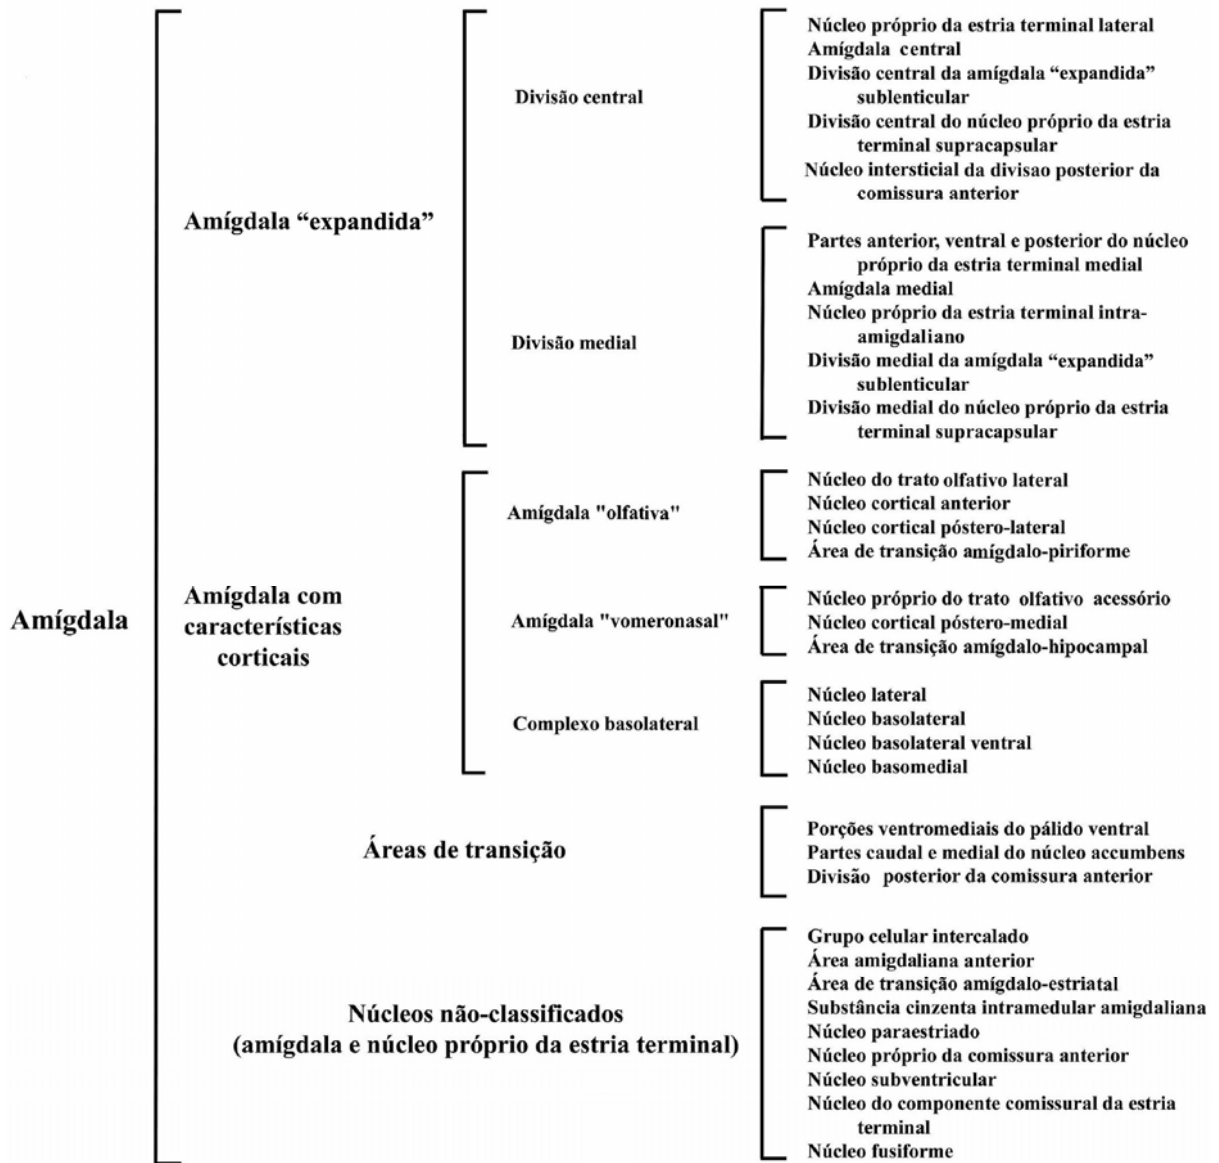 Núcleo próprio da estria terminal lateral
Amígdala central
Divisão central da amígdala “expandida”
sublenticular
Divisão central do núcleo próprio da estria
terminal supracapsular
Núcleo intersticial da divisao posterior da
comissura anterior
Divisão central
Amígdala “expandida”
Partes anterior, ventral e posterior do núcleo
próprio da estria terminal medial
Amígdala medial
Núcleo próprio da estria terminal intra-
amigdaliano
Divisão medial da amígdala “expandida”
sublenticular
Divisão medial do núcleo próprio da estria
terminal supracapsular
Divisão medial
Núcleo do trato olfativo lateral
Núcleo cortical anterior
Núcleo cortical póstero-lateral
Área de transição amígdalo-piriforme
Amígdala "olfativa"
Amígdala
Amígdala com
características
corticais
Amígdala "vomeronasal"
Núcleo próprio do trato olfativo acessório
Núcleo cortical póstero-medial
Área de transição amígdalo-hipocampal
Complexo basolateral
Núcleo lateral
Núcleo basolateral
Núcleo basolateral ventral
Núcleo basomedial
Áreas de transição
Porções ventromediais do pálido ventral
Partes caudal e medial do núcleo accumbens
Divisão posterior da comissura anterior
Núcleos não-classificados
(amígdala e núcleo próprio da estria terminal)
Grupo celular intercalado
Área amigdaliana anterior
Área de transição amígdalo-estriatal
Substância cinzenta intramedular amigdaliana
Núcleo paraestriado
Núcleo próprio da comissura anterior
Núcleo subventricular
Núcleo do componente comissural da estria
terminal
Núcleo fusiforme